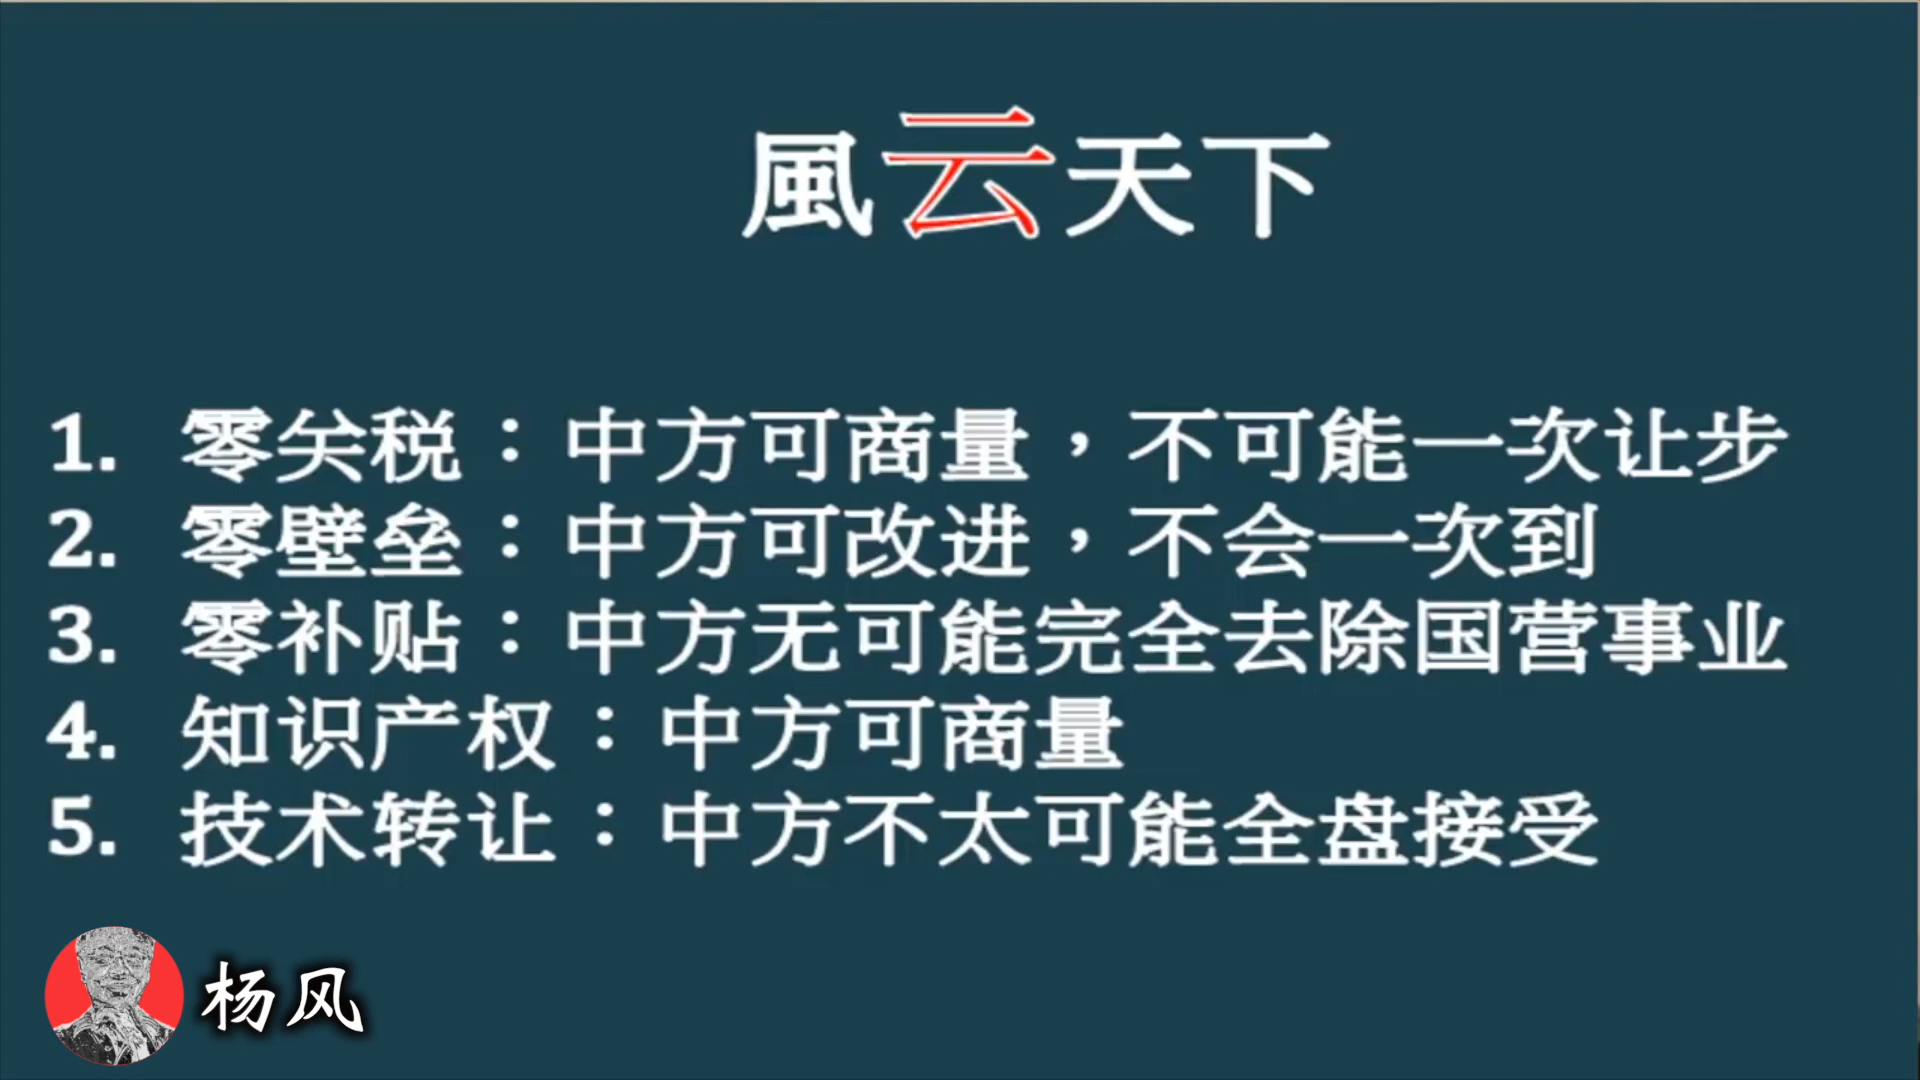 風云天下
1. 零关税：中方可商量，不可能一次让步
2. 零壁垒：中方可改进，不会一次到
3. 零补贴：中方无可能完全去除国营事业
4. 知识产权：中方可商量
5. 技术转让：中方不太可能全盘接受
杨风